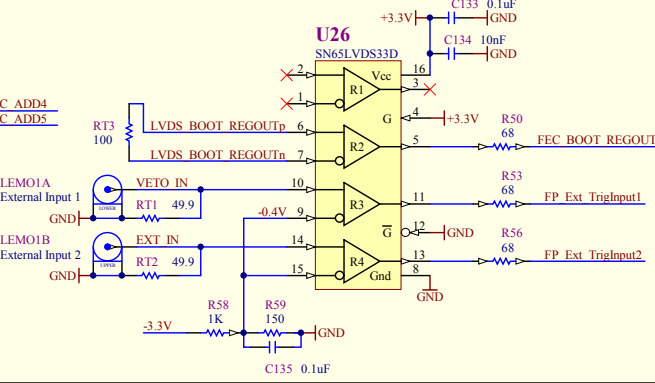 C133 0.1uF
+3.3V
GND
U26
SN65LVDS33D
C134 10nF
GND
2
Vcc
16
R1
3
1
C_ADD4
C_ADD5
G
4
+3.3V
RT3
100
LVDS_BOOT_REGOUTp
6
R2
5
R50
68
FEC_BOOT_REGOUT
LVDS_BOOT_REGOUTn
7
LEMO1A
External Input 1
VETO_IN
10
R3
11
R53
68
FP_Ext_TrigInput1
LOWER
GND
RT1
49.9
-0.4V
9
G
12
GND
LEMO1B
External Input 2
EXT_IN
14
R4
13
R56
68
FP_Ext_TrigInput2
UPPER
GND
RT2
49.9
15
Gnd
8
GND
-3.3V
R58
1K
R59
150
GND
C135 0.1uF